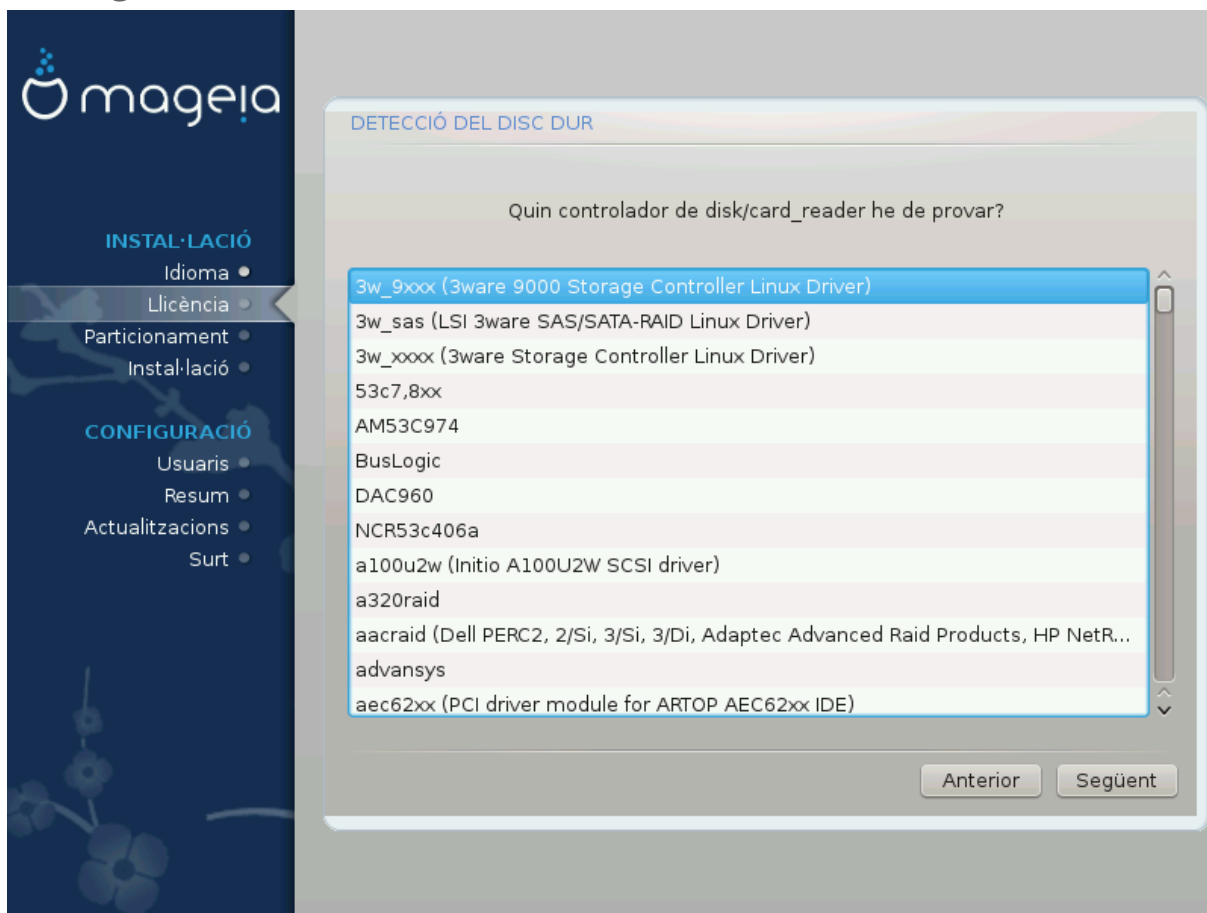 mageia
INSTAL·LACIÓ
Idioma
Llicència
Particionament
Instal·lació
CONFIGURACIÓ
Usuaris
Resum
Actualitzacions
Surt
DETECCIÓ DEL DISC DUR
Quin controlador de disk/card_reader he de provar?
3w_9xxx (3ware 9000 Storage Controller Linux Driver)
3w_sas (LSI 3ware SAS/SATA-RAID Linux Driver)
3w_xxxx (3ware Storage Controller Linux Driver)
53c7,8xx
AM53C974
BusLogic
DAC960
NCR53c406a
a100u2w (Initio A100U2W SCSI driver)
a320raid
aacraid (Dell PERC2, 2/Si, 3/Si, 3/Di, Adaptec Advanced Raid Products, HP NetR...
advansys
aec62xx (PCI driver module for ARTOP AEC62xx IDE)
Anterior
Següent